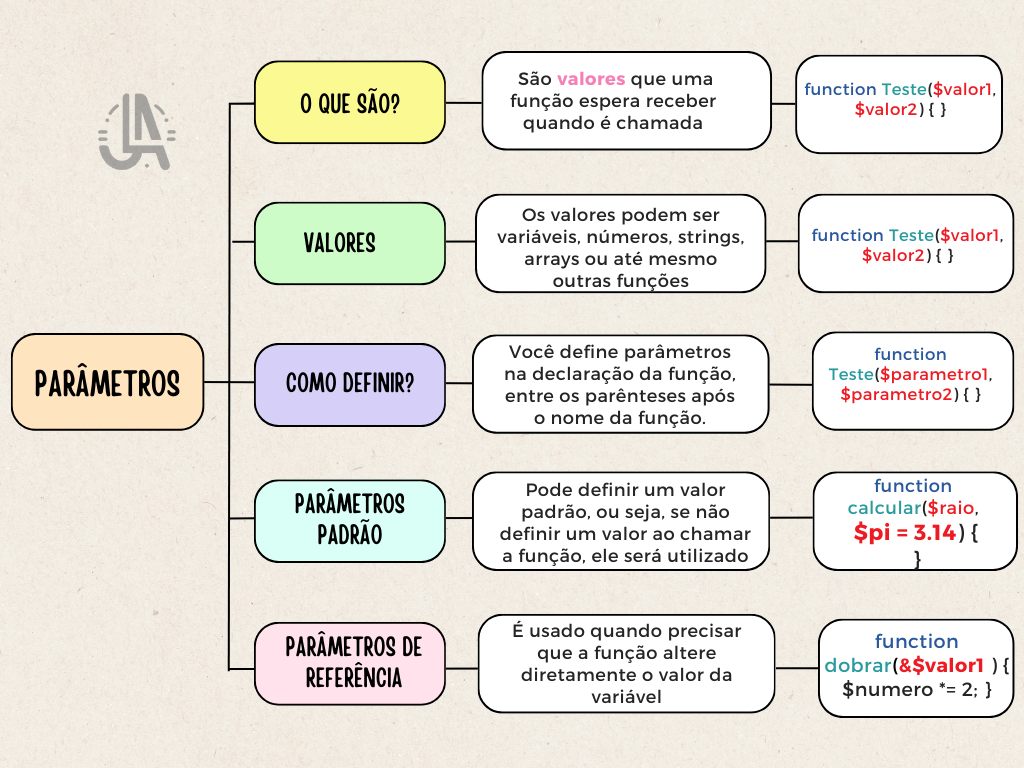 JLA
O QUE SÃO?
São valores que uma
função espera receber
quando é chamada
function Teste($valor1,
$valor2) { }
VALORES
Os valores podem ser
variáveis, números, strings,
arrays ou até mesmo
outras funções
function Teste($valor1,
$valor2) { }
PARÂMETROS
COMO DEFINIR?
Você define parâmetros
na declaração da função,
entre os parênteses após
o nome da função.
function
Teste($parametro1,
$parametro2) { }
PARÂMETROS
PADRÃO
Pode definir um valor
padrão, ou seja, se não
definir um valor ao chamar
a função, ele será utilizado
function
calcular($raio,
$pi = 3.14) {
}
PARÂMETROS DE
REFERÊNCIA
É usado quando precisar
que a função altere
diretamente o valor da
variável
function
dobrar(&$valor1 ) {
$numero *= 2; }